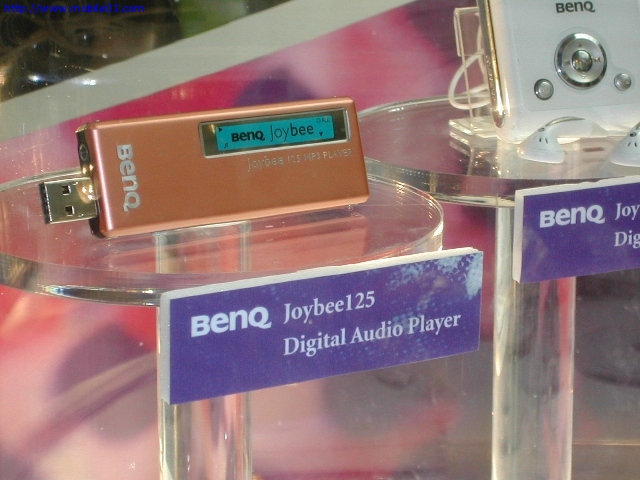 BenQ
BenQ Joybee
Joybee 125 MP3 PLAYER
BenQ
BenQ Joybee125
Digital Audio Player
BenQ Joy
Dig